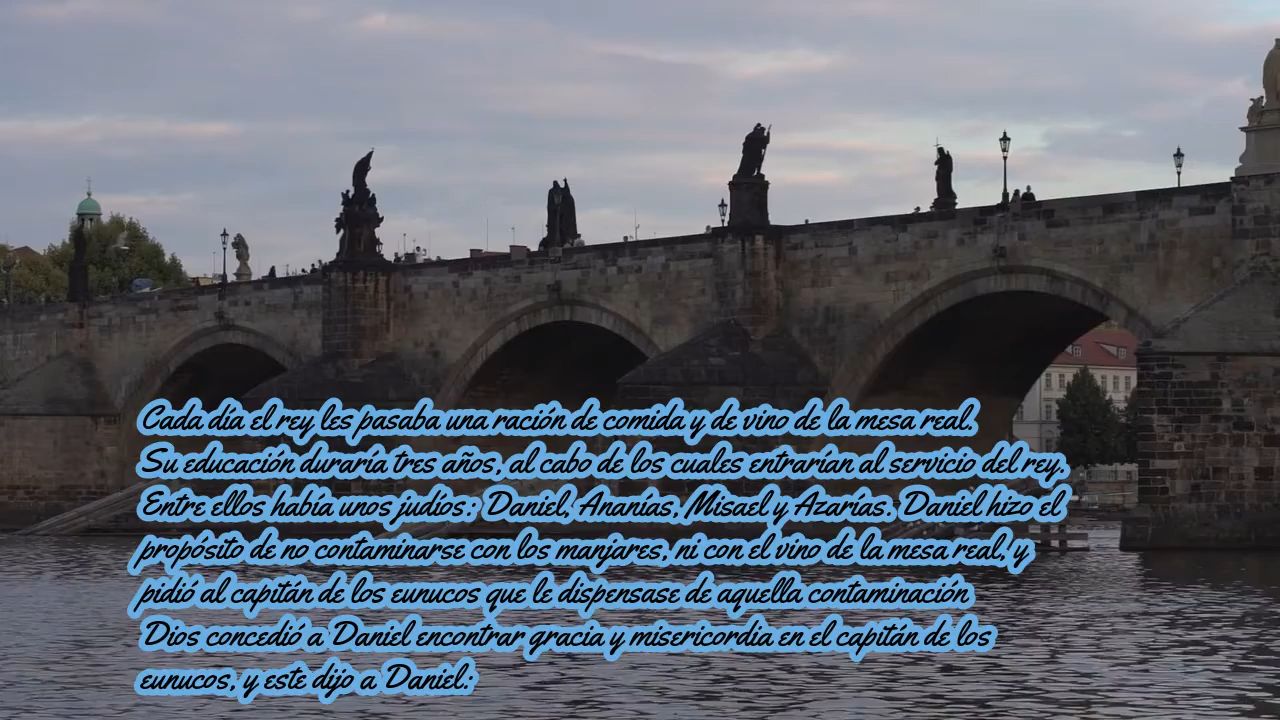 Cada día el rey les pasaba una ración de comida y de vino de la mesa real.
Su educación duraría tres años, al cabo de los cuales entrarían al servicio del rey.
Entre ellos había unos judíos: Daniel, Ananías, Misael y Azarías. Daniel hizo el
propósito de no contaminarse con los manjares, ni con el vino de la mesa real, y
pidió al capitán de los eunucos que le dispensase de aquella contaminación
Dios concedió a Daniel encontrar gracia y misericordia en el capitán de los
eunucos, y este dijo a Daniel: